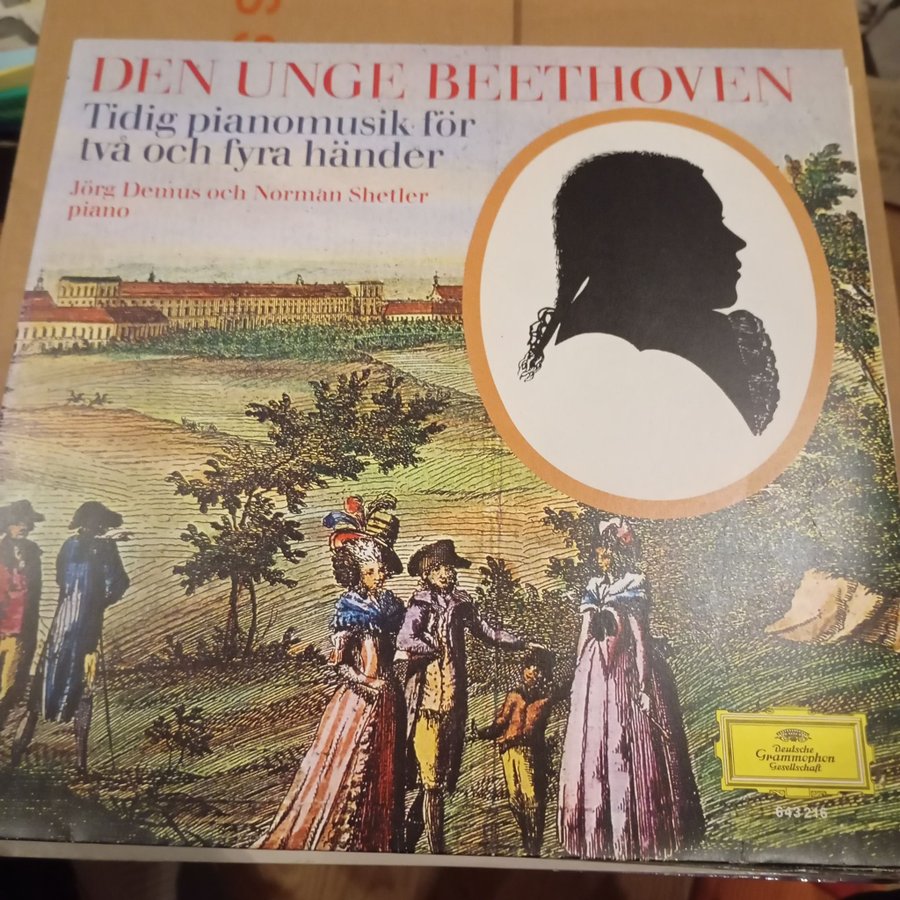 DEN UNGE BEETHOVEN
Tidig pianomusik för
två och fyra händer
Jörg Demus och Norman Shetler
piano
Deutsche
Grammophon
Gesellschaft
643 216